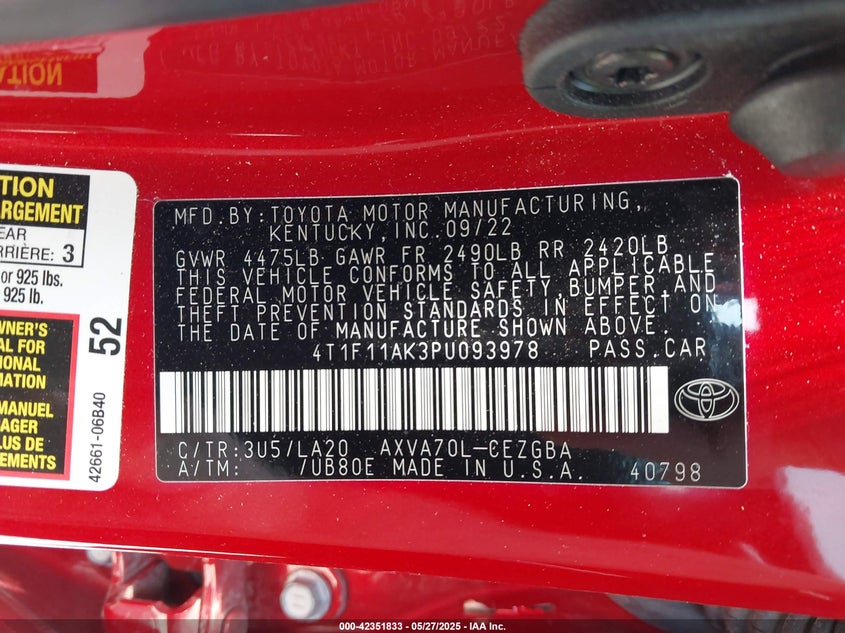 ATION
TION
ARGEMENT
EAR
ARRIÈRE: 3
or 925 lbs.
925 lb.
WNER'S
AL FOR
TIONAL
RMATION
MANUEL
AGER
LUS DE
EMENTS
52
42661-06B40
MFD.BY:TOYOTA MOTOR MANUFACTURING,
KENTUCKY,INC.09/22
GVWR 4475LB GAWR FR 2490LB RR 2420LB
THIS VEHICLE CONFORMS TO ALL APPLICABLE
FEDERAL MOTOR VEHICLE SAFETY,BUMPER,AND
THEFT PREVENTION STANDARDS IN EFFECT ON
THE DATE OF MANUFACTURE SHOWN ABOVE.
4T1F11AK3PU093978 PASS.CAR
C/TR:3U5/LA20 AXVA70L-CEZGBA
A/TM: /UB80E MADE IN U.S.A. 40798
000-42351833 05/27/2025 - IAA Inc.